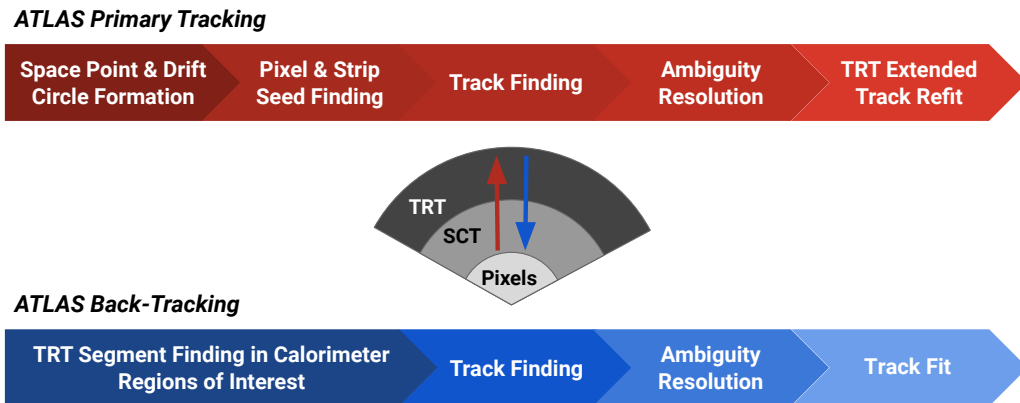 ATLAS Primary Tracking
Space Point & Drift
Circle Formation
Pixel & Strip
Seed Finding
Track Finding
Ambiguity
Resolution
TRT Extended
Track Refit
TRT
SCT
Pixels
ATLAS Back-Tracking
TRT Segment Finding in Calorimeter
Regions of Interest
Track Finding
Ambiguity
Resolution
Track Fit